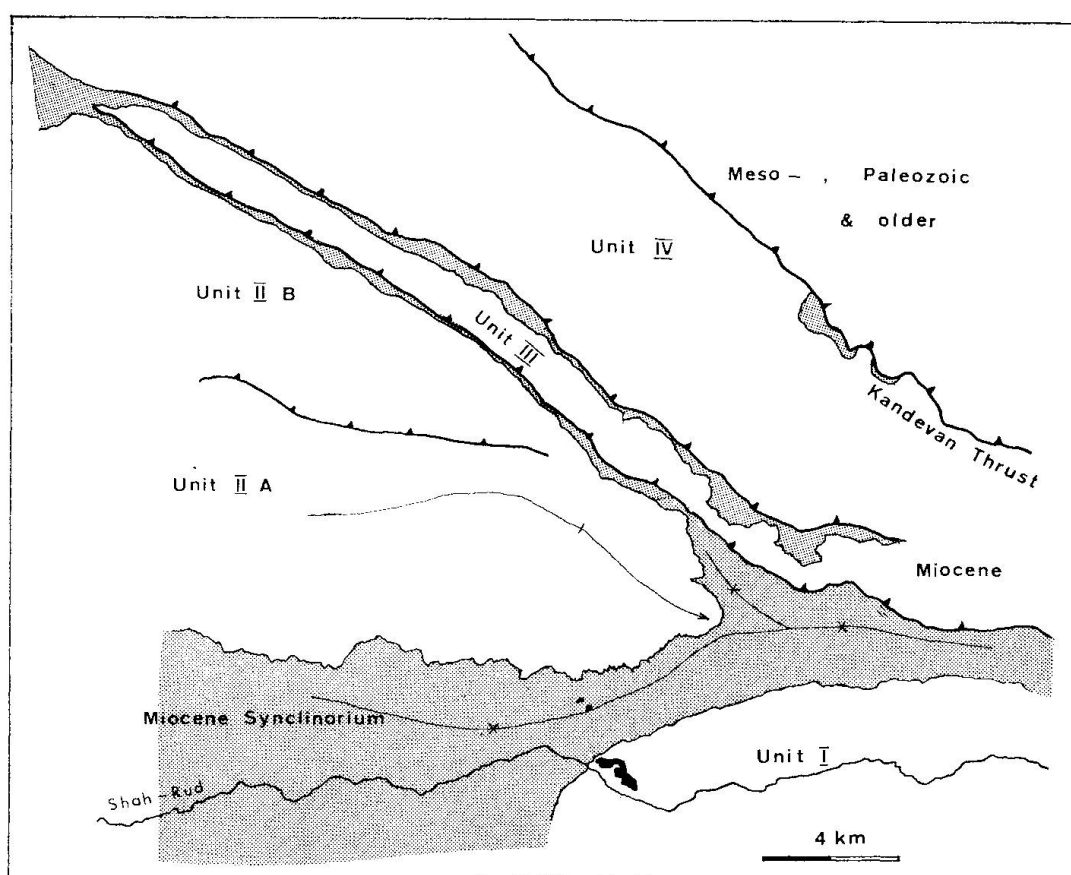 Meso – , Paleozoic
& older
Unit IV
Unit II B
Unit III
Kandevan Thrust
Unit II A
Miocene
Miocene Synclinorium
Unit I
Shah-Rud
4 km